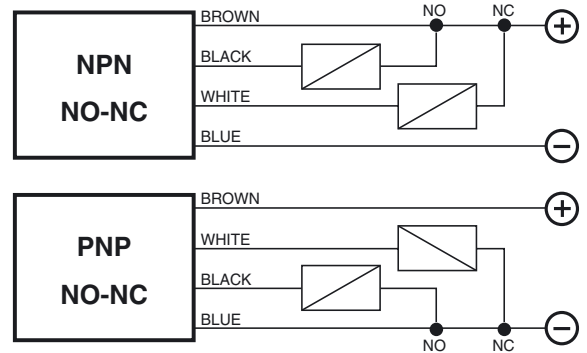 BROWN
NO
NC
+
NPN
NO-NC
BLACK
WHITE
BLUE
−
BROWN
+
PNP
NO-NC
WHITE
BLACK
BLUE
−
NO
NC